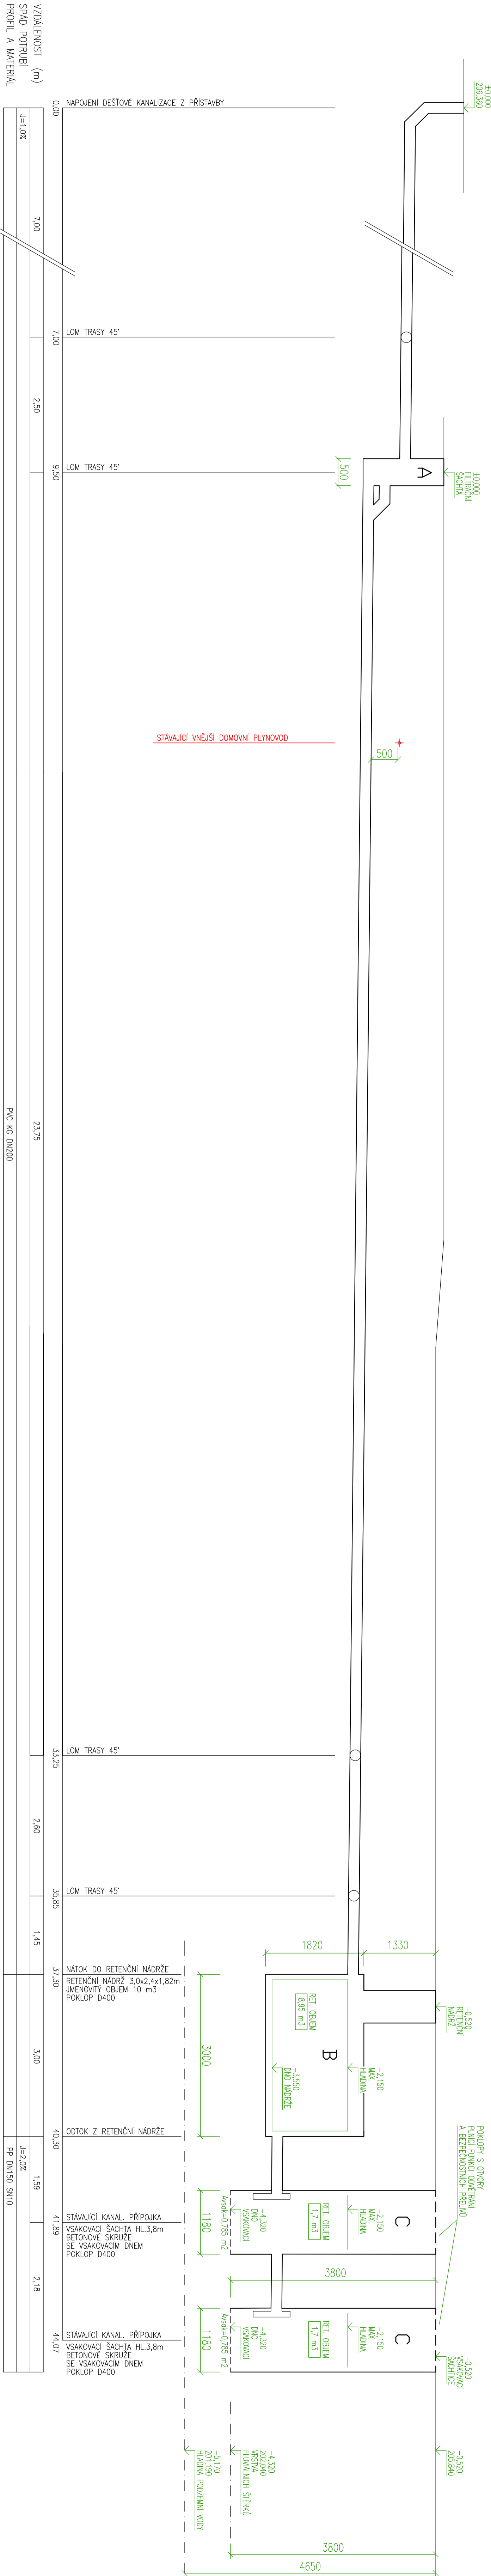 ±0,000
206.360
±0,000
FILTRAČNÍ
ŠACHTA
A
500
NAPOJENÍ DEŠŤOVÉ KANALIZACE Z PŘÍSTAVBY
LOM TRASY 45°
LOM TRASY 45°
STÁVAJÍCÍ VNĚJŠÍ DOMOVNÍ PLYNOVOD
500
LOM TRASY 45°
LOM TRASY 45°
1820
1330
-0,520
RETENČNÍ
NÁDRŽ
B
RET. OBJEM
8,95 m3
MAX.
HLADINA
-2,150
-3,550
DNO NÁDRŽE
3000
NÁTOK DO RETENČNÍ NÁDRŽE
RETENČNÍ NÁDRŽ 3,0x2,4x1,82m
JMENOVITÝ OBJEM 10 m3
POKLOP D400
ODTOK Z RETENČNÍ NÁDRŽE
POKLOPY S OTVORY
PLNÍCÍ FUNKCI ODVĚTRÁNÍ
A BEZPEČNOSTNÍCH PŘELIVŮ
C
-2,150
MAX.
HLADINA
RET. OBJEM
1,7 m3
-4,320
DNO
VSAKOVACÍ
Avsak=0,785 m2
1180
3800
STÁVAJÍCÍ KANAL. PŘÍPOJKA
VSAKOVACÍ ŠACHTA HL.3,8m
BETONOVÉ SKRUŽE
SE VSAKOVACÍM DNEM
POKLOP D400
C
-2,150
MAX.
HLADINA
RET. OBJEM
1,7 m3
-4,320
DNO
VSAKOVACÍ
Avsak=0,785 m2
1180
STÁVAJÍCÍ KANAL. PŘÍPOJKA
VSAKOVACÍ ŠACHTA HL.3,8m
BETONOVÉ SKRUŽE
SE VSAKOVACÍM DNEM
POKLOP D400
-0,520
VSAKOVACÍ
ŠACHTICE
-0,520
205.840
-4,320
202.040
VRSTVA
FLUVIÁLNÍCH ŠTĚRKŮ
-5,170
201.190
HLADINA PODZEMNÍ VODY
3800
4650
VZDÁLENOST (m)
0,00
7,00
9,50
33,25
35,85
37,30
40,30
41,89
44,07
7,00
2,50
23,75
2,60
1,45
3,00
1,59
2,18
SPÁD POTRUBÍ
J=1,0%
J=2,0%
PROFIL A MATERIÁL
PVC KG DN200
PP DN150 SN10